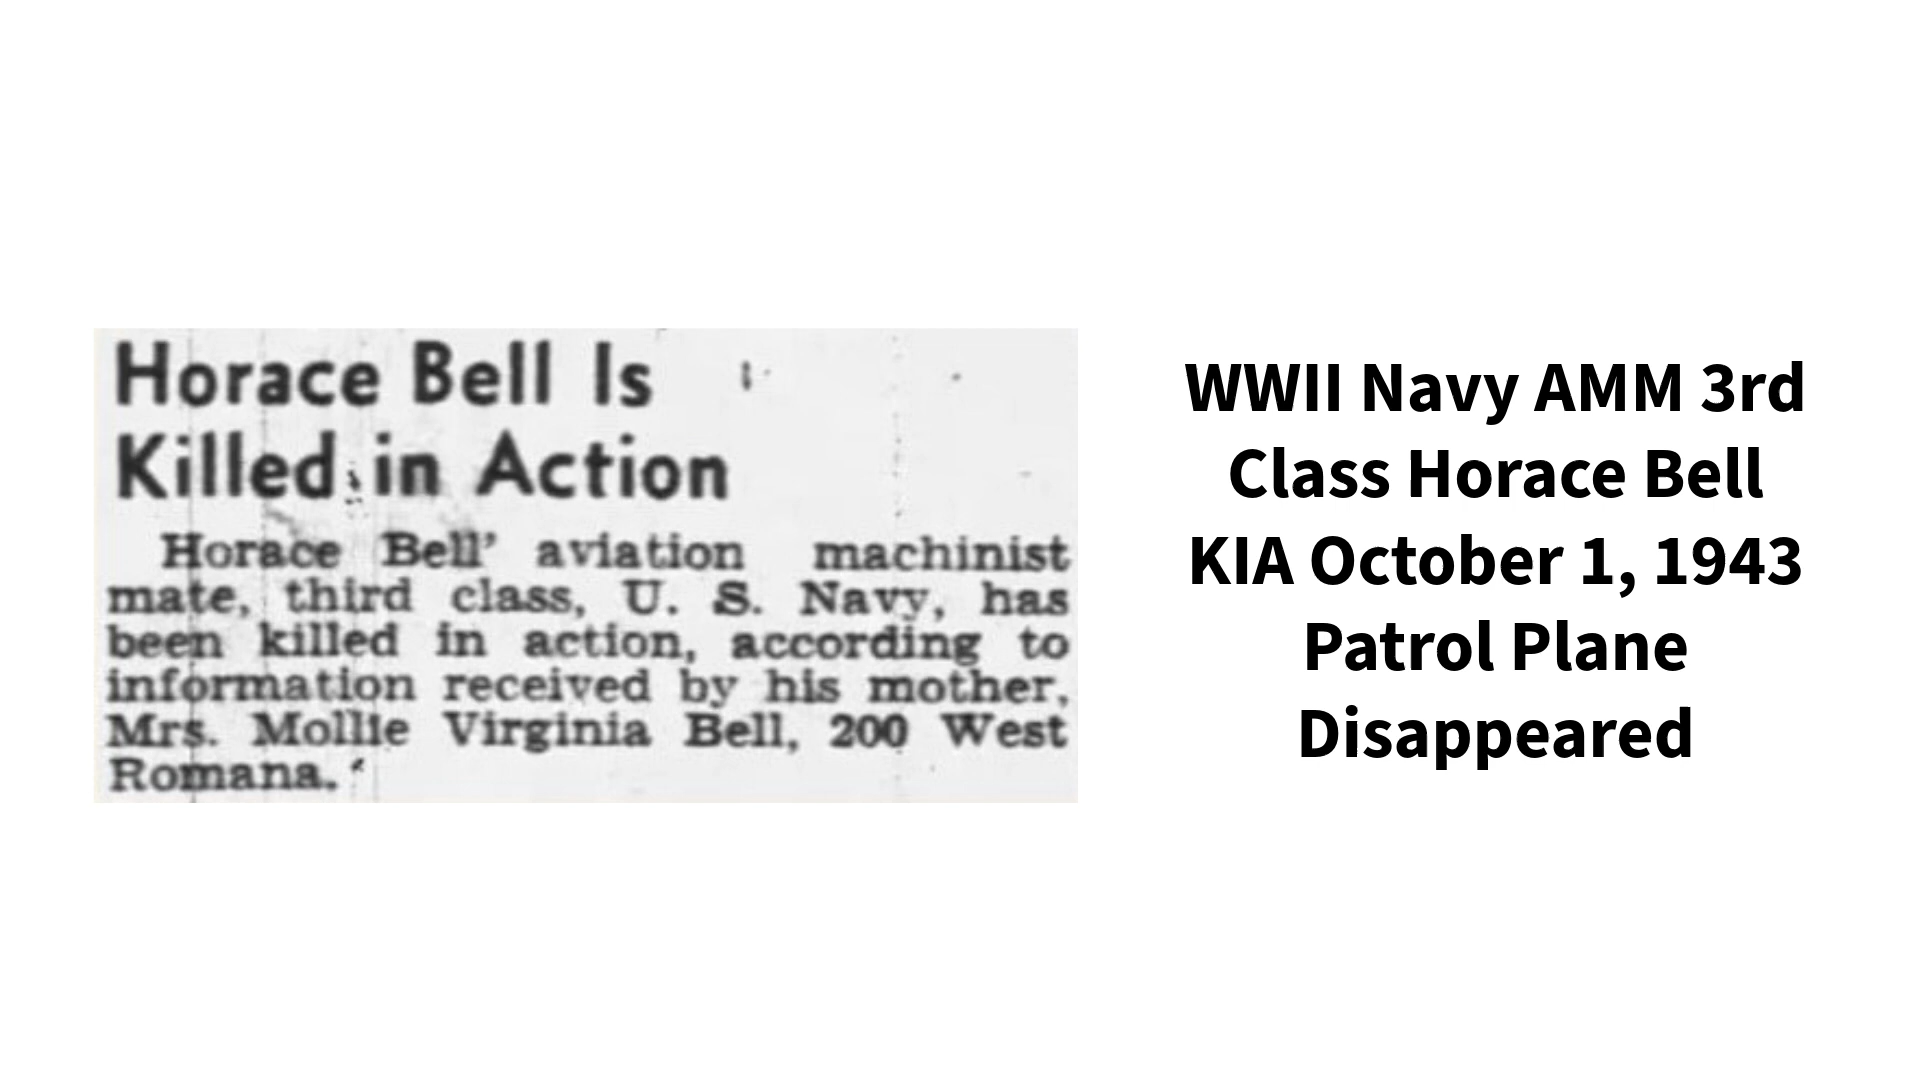 Horace Bell Is
Killed in Action
Horace Bell’ aviation machinist
mate, third class, U. S. Navy, has
been killed in action, according to
information received by his mother,
Mrs. Mollie Virginia Bell, 200 West
Romana.
WWII Navy AMM 3rd
Class Horace Bell
KIA October 1, 1943
Patrol Plane
Disappeared